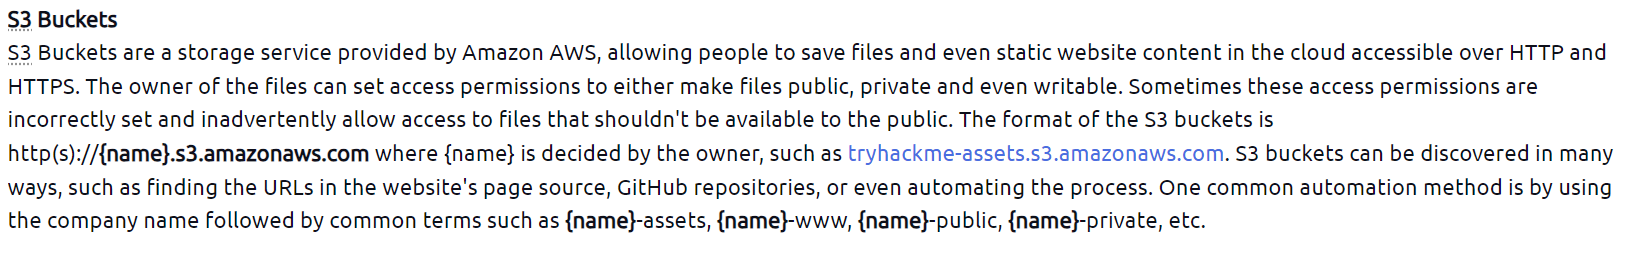 S3 Buckets
S3 Buckets are a storage service provided by Amazon AWS, allowing people to save files and even static website content in the cloud accessible over HTTP and
HTTPS. The owner of the files can set access permissions to either make files public, private and even writable. Sometimes these access permissions are
incorrectly set and inadvertently allow access to files that shouldn't be available to the public. The format of the S3 buckets is
http(s)://{name}.s3.amazonaws.com where {name} is decided by the owner, such as tryhackme-assets.s3.amazonaws.com. S3 buckets can be discovered in many
ways, such as finding the URLs in the website's page source, GitHub repositories, or even automating the process. One common automation method is by using
the company name followed by common terms such as {name}-assets, {name}-www, {name}-public, {name}-private, etc.